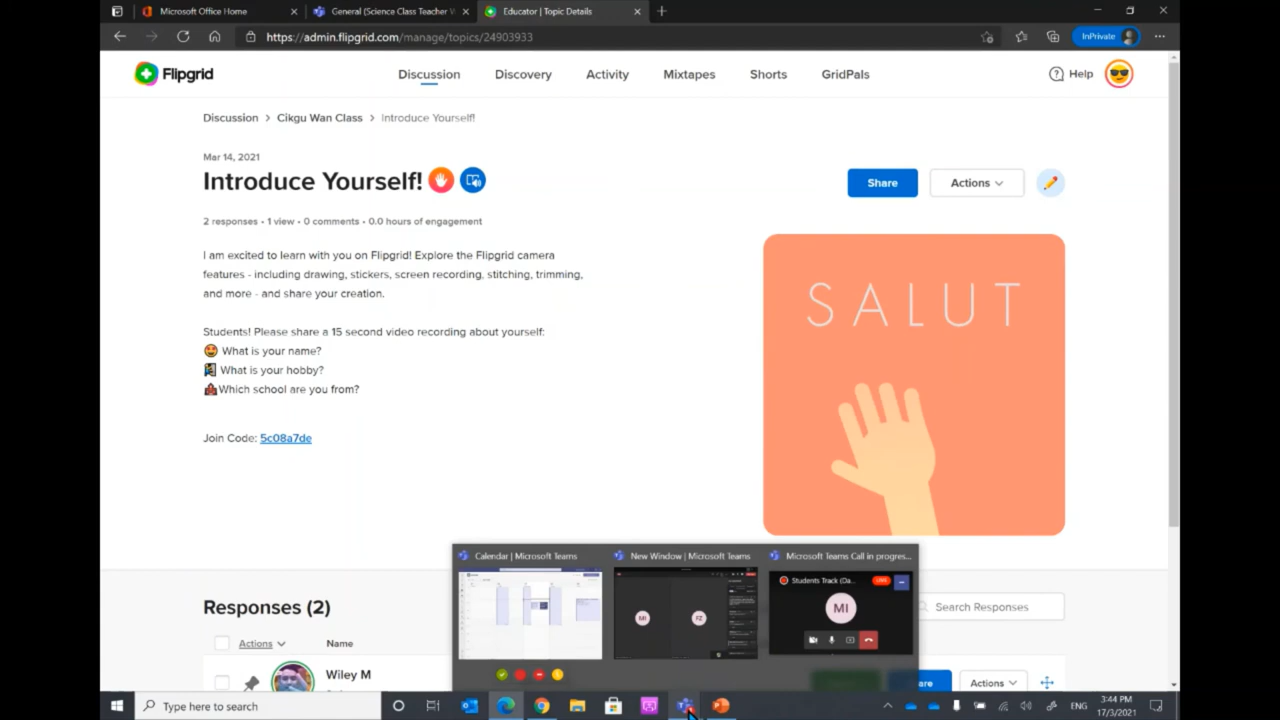 Microsoft Office Home
General (Science Class Teacher
Educator | Topic Details
https://admin.flipgrid.com/manage/topics/24903933
InPrivate
Flipgrid
Discussion
Discovery
Activity
Mixtapes
Shorts
GridPals
Help
Discussion > Cikgu Wan Class > Introduce Yourself!
Mar 14, 2021
Introduce Yourself!
Share
Actions
2 responses • 1 view • 0 comments • 0.0 hours of engagement
I am excited to learn with you on Flipgrid! Explore the Flipgrid camera
features - including drawing, stickers, screen recording, stitching, trimming,
and more - and share your creation.
SALUT
Students! Please share a 15 second video recording about yourself:
What is your name?
What is your hobby?
Which school are you from?
Join Code: 5c08a7de
Calendar | Microsoft Teams
New Window | Microsoft Teams
Microsoft Teams Call in progres...
Students Track (Da...
LIVE
MI
FZ
MI
Responses (2)
Search Responses
Actions
Name
Wiley M
Actions
Type here to search
ENG
3:44 PM
17/3/2021